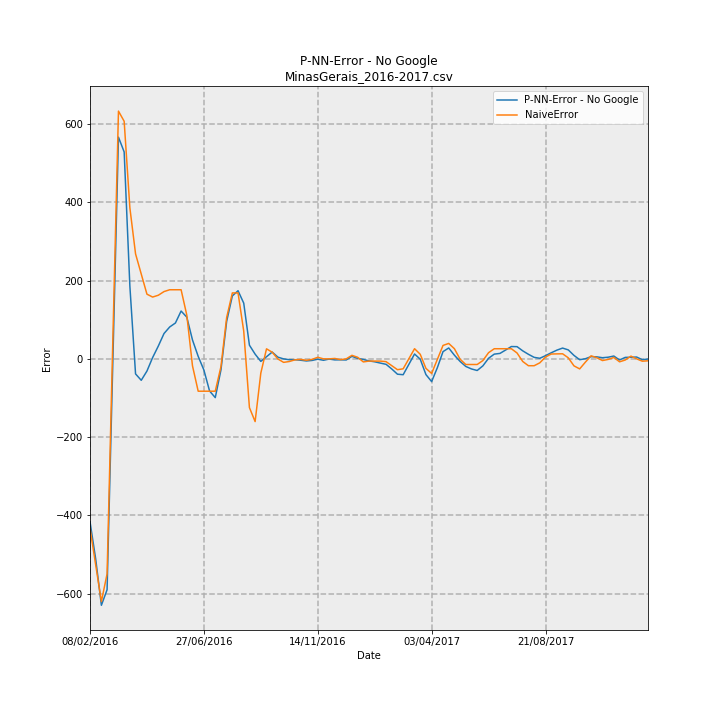 P-NN-Error - No Google
MinasGerais_2016-2017.csv
P-NN-Error - No Google
NaiveError
600
400
200
0
−200
−400
−600
Error
08/02/2016
27/06/2016
14/11/2016
03/04/2017
21/08/2017
Date